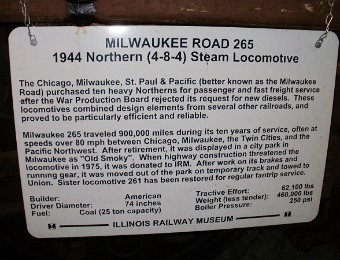 MILWAUKEE ROAD 265
1944 Northern (4-8-4) Steam Locomotive
The Chicago, Milwaukee, St. Paul & Pacific (better known as the Milwaukee
Road) purchased ten heavy Northerns for passenger and fast freight service
after the War Production Board rejected its request for new diesels. These
locomotives combined design elements from several other railroads, and
proved to be particularly efficient and reliable.
Milwaukee 265 traveled 900,000 miles during its ten years of service, often at
speeds over 80 mph between Chicago, Milwaukee, the Twin Cities, and the
Pacific Northwest. After retirement, it was displayed in a city park in
Milwaukee as "Old Smoky". When highway construction threatened the
locomotive in 1975, it was donated to IRM. After work on its brakes and
running gear, it was moved out of the park on temporary track and towed to
Union. Sister locomotive 261 has been restored for regular fantrip service.
Builder: American Tractive Effort: 62,100 lbs
Driver Diameter: 74 inches Weight (less tender): 460,000 lbs
Fuel: Coal (25 ton capacity) Boiler Pressure: 250 psi
ILLINOIS RAILWAY MUSEUM